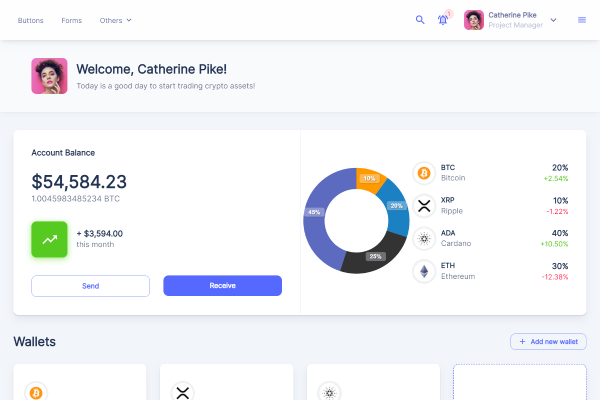 Buttons Forms Others
1
Catherine Pike
Project Manager
Welcome, Catherine Pike!
Today is a good day to start trading crypto assets!
Account Balance
$54,584.23
1.0045983485234 BTC
+ $3,594.00
this month
Send Receive
10%
20%
25%
45%
BTC 20%
Bitcoin +2,54%
XRP 10%
Ripple -1.22%
ADA 40%
Cardano +10.50%
ETH 30%
Ethereum -12.38%
Wallets
+ Add new wallet